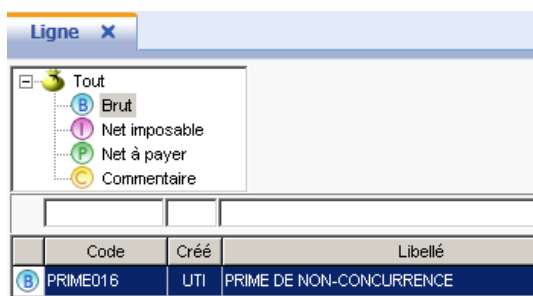 Ligne X
Tout
B Brut
I Net imposable
P Net à payer
C Commentaire
Code Créé Libellé
B PRIME016 UTI PRIME DE NON-CONCURRENCE